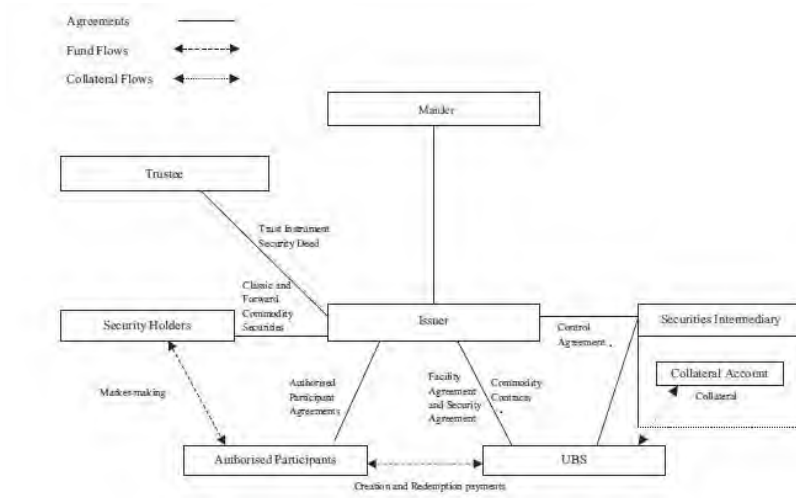 Agreements
Fund Flows
Collateral Flows
Trustee
Trust Instrument
Security Deed
Classic and
Forward
Commodity
Securities
Issuer
Securities Intermediary
Security Holders
Control
Agreement
Collateral Account
Collateral
Market-making
Authorised
Participant
Agreements
Facility
Agreement
and Security
Agreement
Commodity
Contracts
Authorised Participants
UBS
Creation and Redemption payments